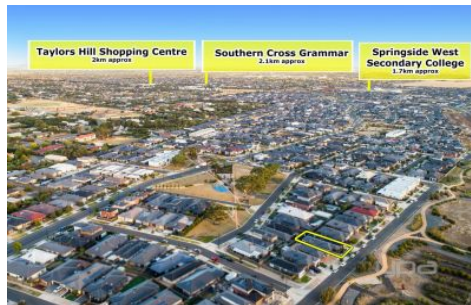 Taylors Hill Shopping Centre
2km approx
Southern Cross Grammar
2.1km approx
Springside West
Secondary College
1.7km approx